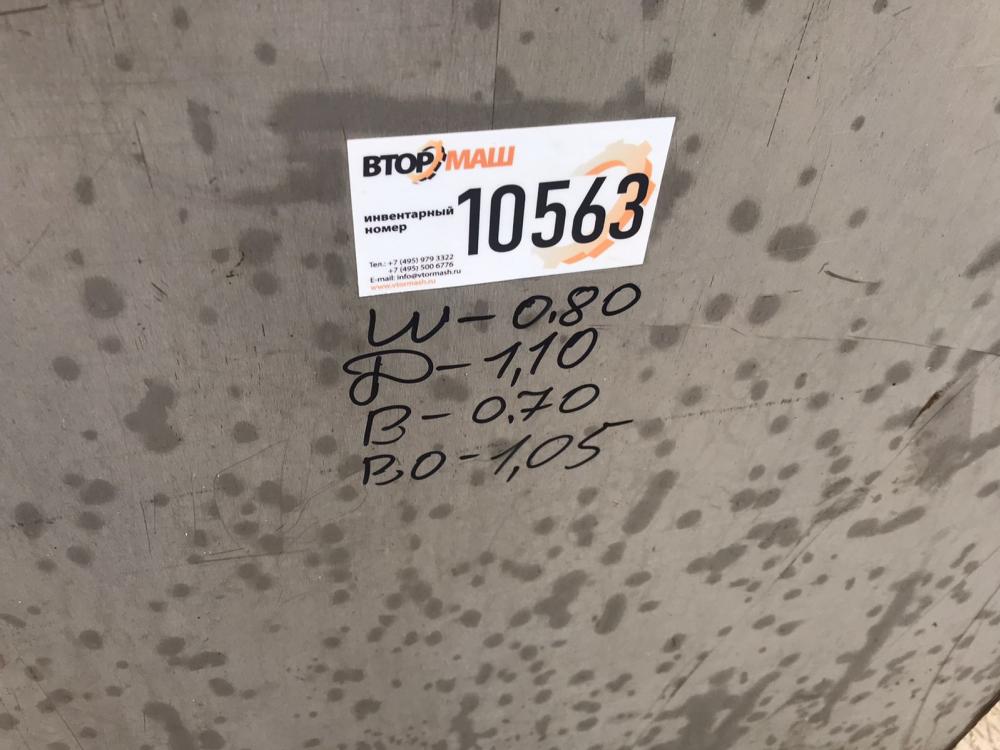 ВТОРМАШ
инвентарный
номер
10563
Тел.: +7 (495) 979 3322
+7 (495) 500 6776
E-mail: info@vtormash.ru
www.vtormash.ru
Ш - 0.80
Д - 1,10
В - 0.70
ВО - 1,05